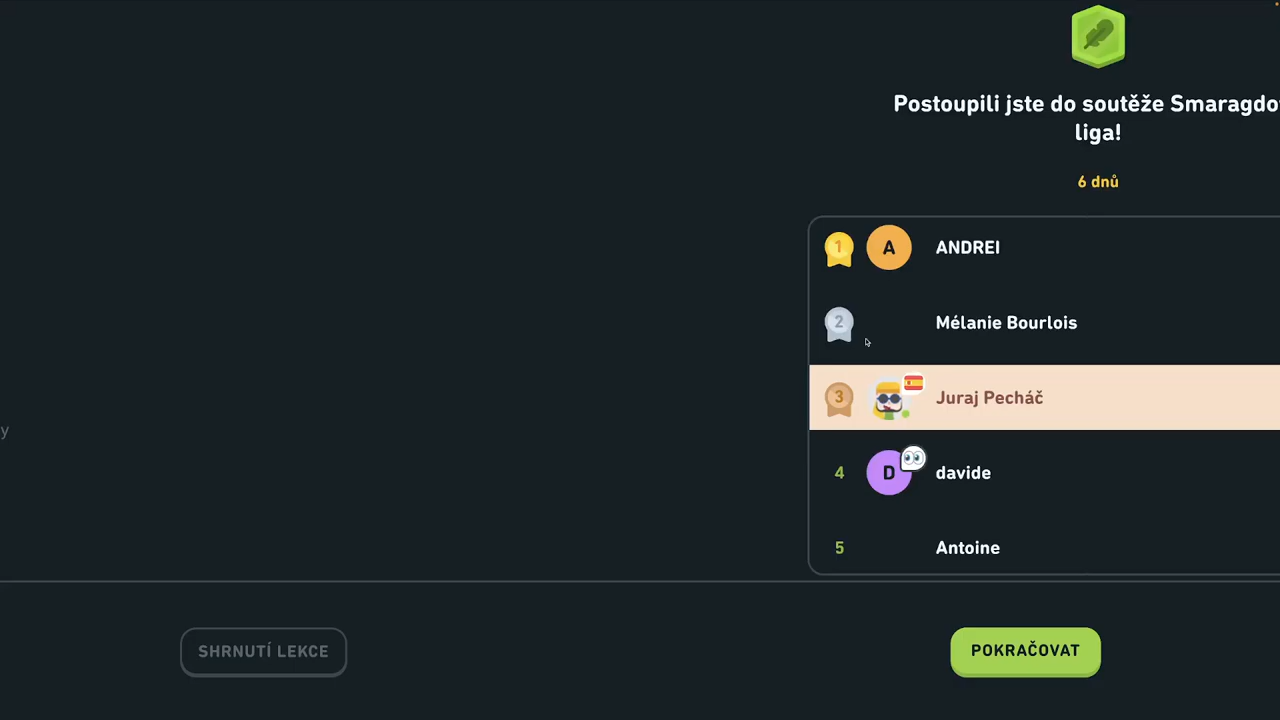 Postoupili jste do soutěže Smaragdo
liga!
6 dnů
1 A ANDREI
2 Mélanie Bourlois
3 Juraj Pecháč
4 D davide
5 Antoine
y
SHRNUTÍ LEKCE
POKRAČOVAT